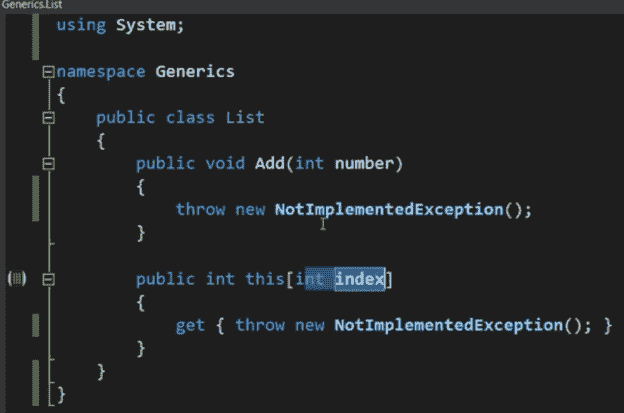 Generics.List
using System;
namespace Generics
{
public class List
{
public void Add(int number)
{
throw new NotImplementedException();
}
public int this[int index]
{
get { throw new NotImplementedException(); }
}
}
}